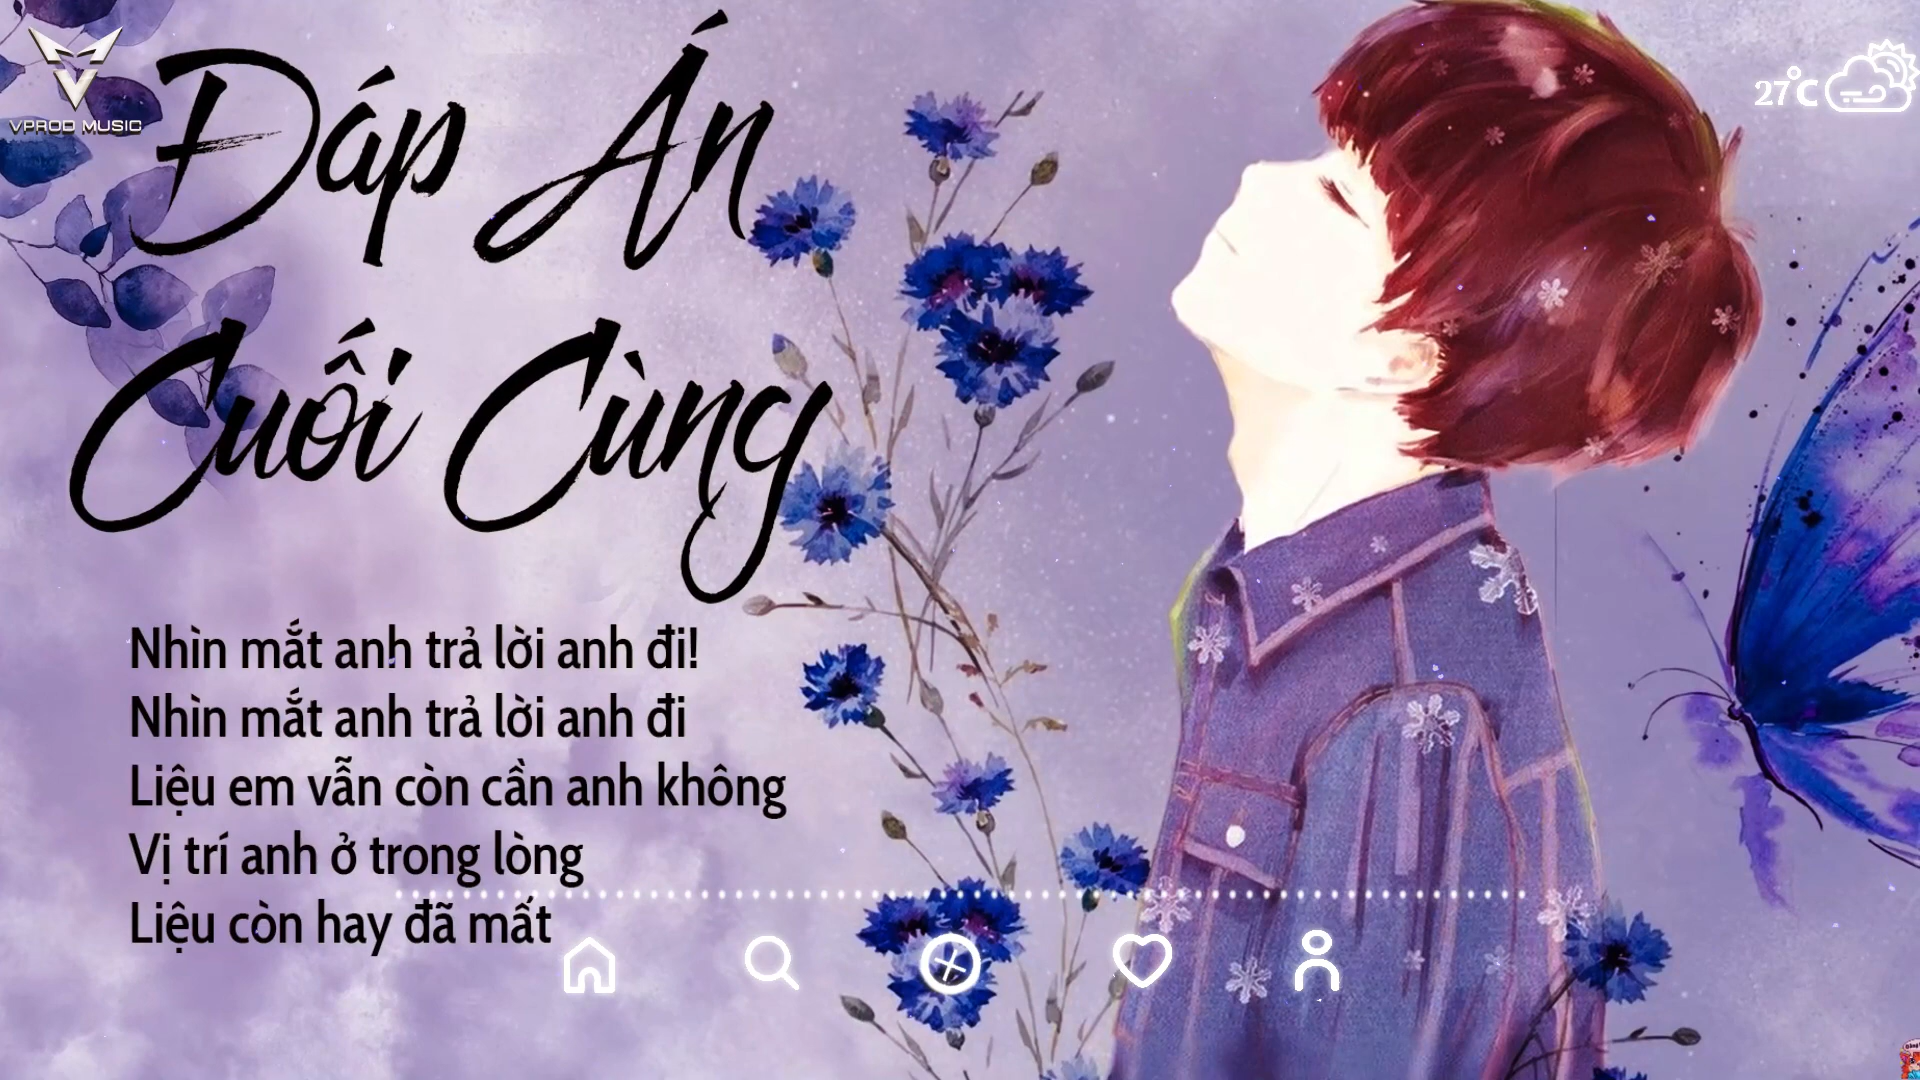 VPROD MUSIC
Đáp Án
Cuối Cùng
27°C
Nhìn mắt anh trả lời anh đi!
Nhìn mắt anh trả lời anh đi
Liệu em vẫn còn cần anh không
Vị trí anh ở trong lòng
Liệu còn hay đã mất